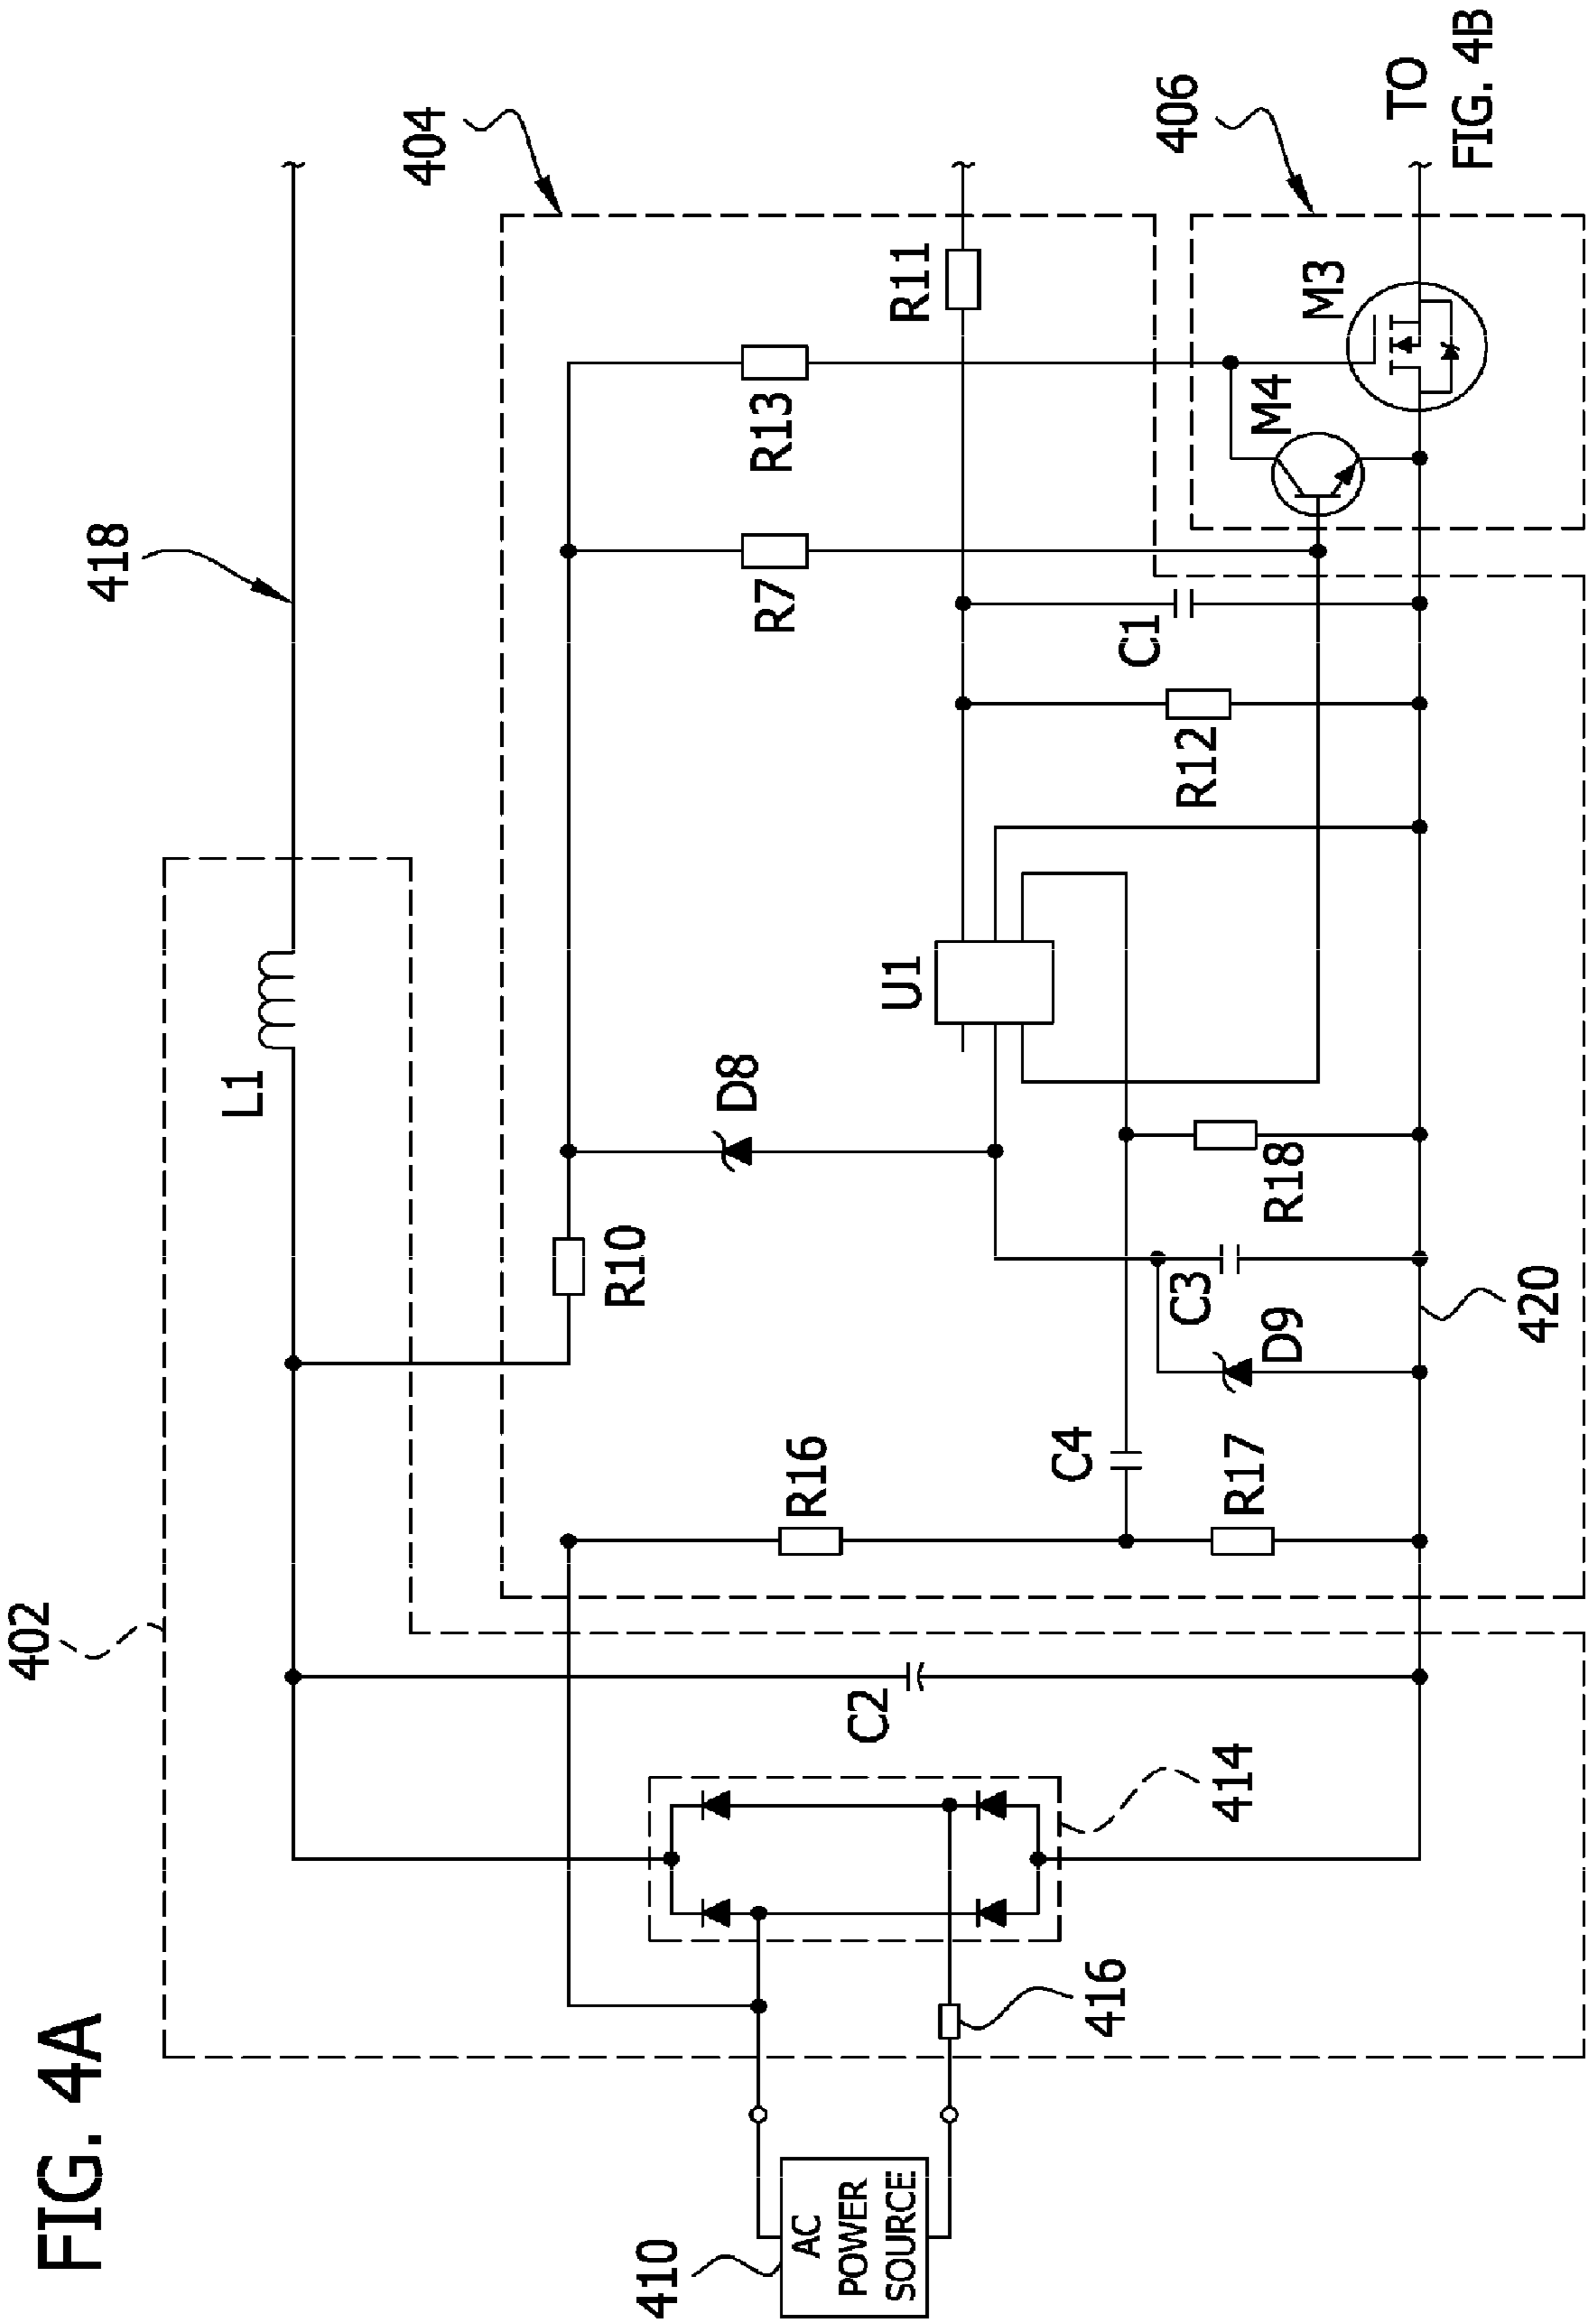 FIG. 4A
402
418
L1
404
R10
D8
R7
R13
R11
R16
C4
U1
R12
C1
M4
M3
406
C2
R17
D9
C3
R18
420
414
416
410
AC
POWER
SOURCE
TO
FIG. 4B